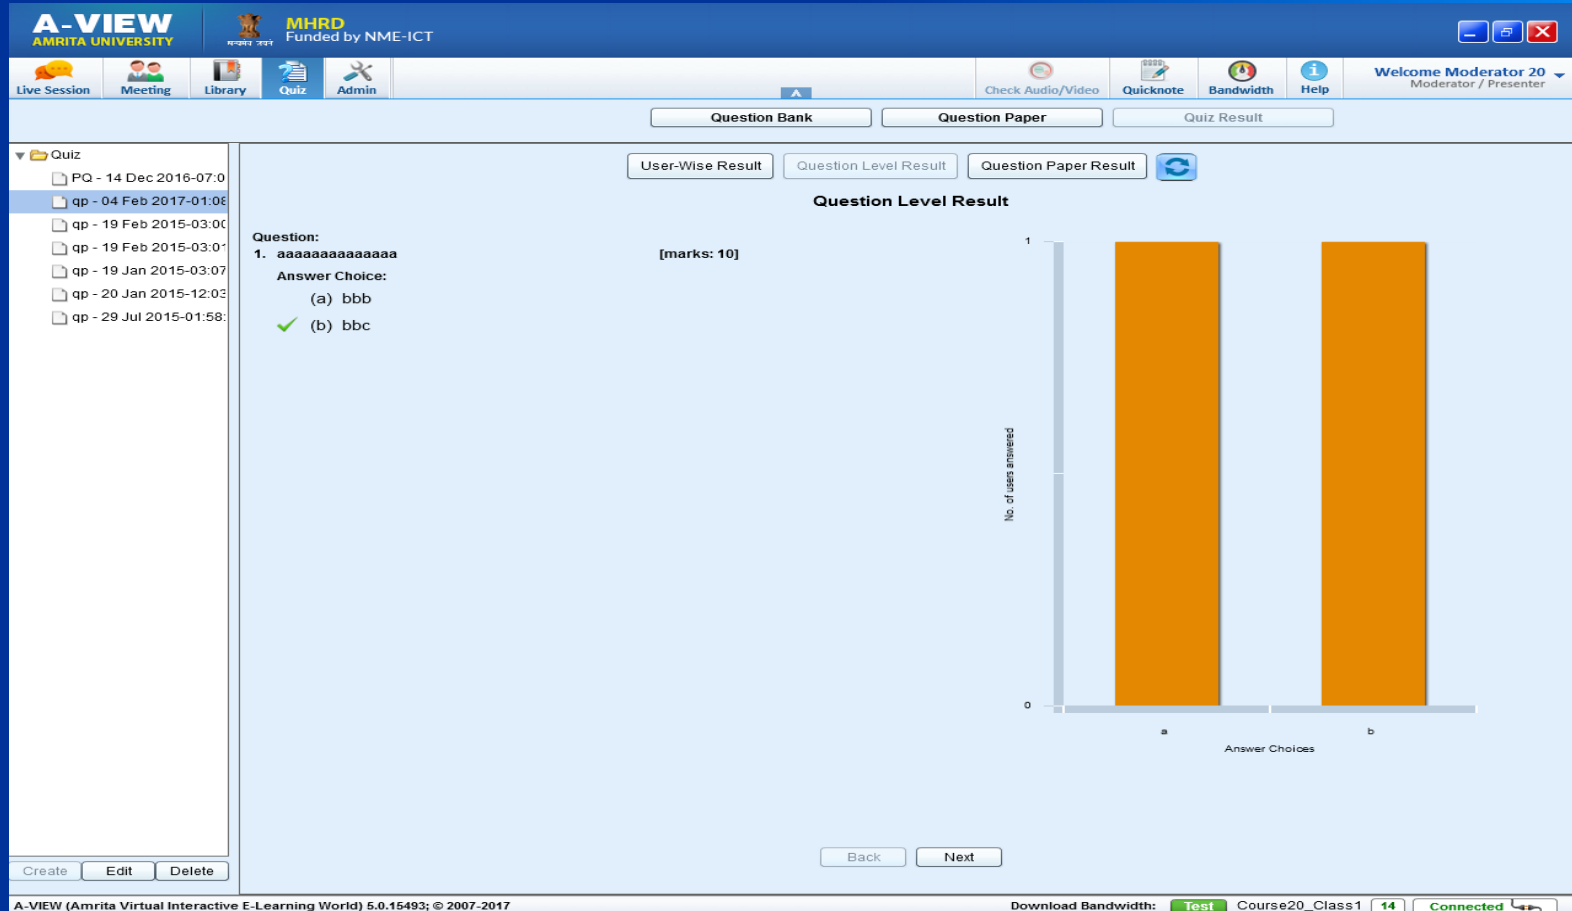 A-VIEW
AMRITA UNIVERSITY
MHRD
Funded by NME-ICT
Live Session
Meeting
Library
Quiz
Admin
Check Audio/Video
Quicknote
Bandwidth
Help
Welcome Moderator 20
Moderator / Presenter
Question Bank
Question Paper
Quiz Result
Quiz
PQ - 14 Dec 2016-07:0
qp - 04 Feb 2017-01:08
qp - 19 Feb 2015-03:00
qp - 19 Feb 2015-03:01
qp - 19 Jan 2015-03:07
qp - 20 Jan 2015-12:03
qp - 29 Jul 2015-01:58:
Create
Edit
Delete
User-Wise Result
Question Level Result
Question Paper Result
Question Level Result
Question:
1. aaaaaaaaaaaaaa [marks: 10]
Answer Choice:
(a) bbb
(b) bbc
1
No. of users answered
0
a
b
Answer Choices
Back
Next
A-VIEW (Amrita Virtual Interactive E-Learning World) 5.0.15493; © 2007-2017
Download Bandwidth:
Test
Course20_Class1
14
Connected